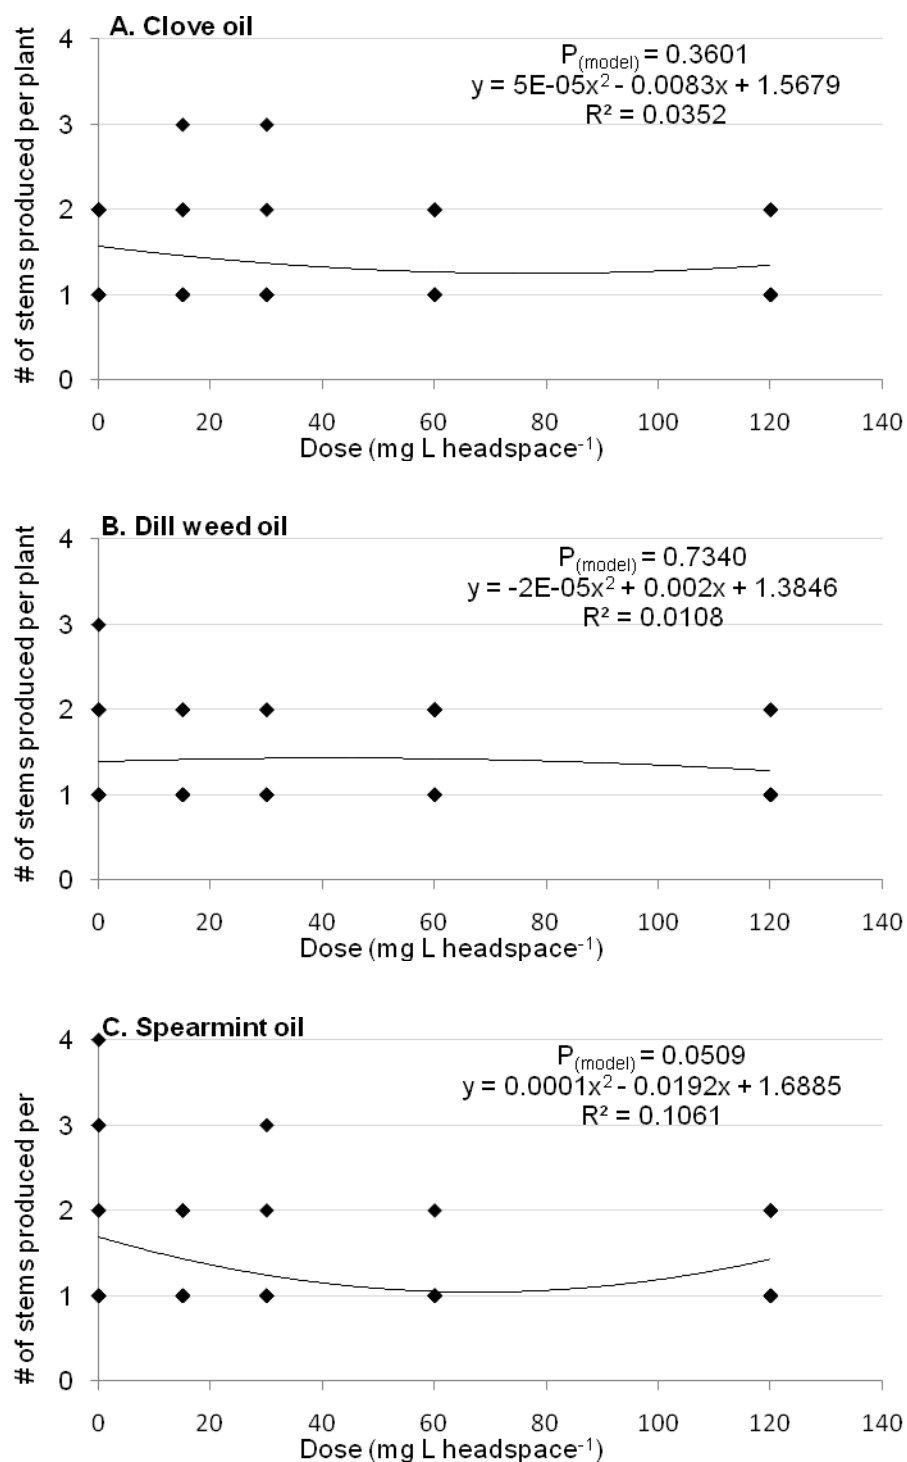 A. Clove oil
P(model) = 0.3601
y = 5E-05x² - 0.0083x + 1.5679
R² = 0.0352
# of stems produced per plant
4
3
2
1
0
0 20 40 60 80 100 120 140
Dose (mg L headspace⁻¹)
B. Dill weed oil
P(model) = 0.7340
y = -2E-05x² + 0.002x + 1.3846
R² = 0.0108
# of stems produced per plant
4
3
2
1
0
0 20 40 60 80 100 120 140
Dose (mg L headspace⁻¹)
C. Spearmint oil
P(model) = 0.0509
y = 0.0001x² - 0.0192x + 1.6885
R² = 0.1061
# of stems produced per
4
3
2
1
0
0 20 40 60 80 100 120 140
Dose (mg L headspace⁻¹)